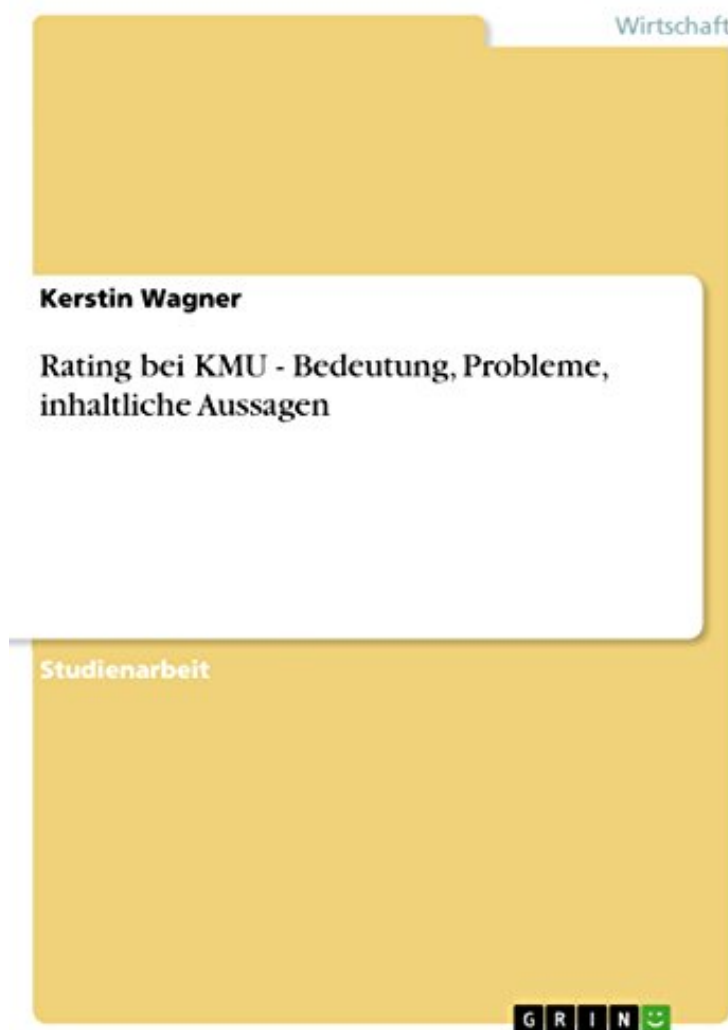 Wirtschaft
Kerstin Wagner
Rating bei KMU - Bedeutung, Probleme,
inhaltliche Aussagen
Studienarbeit
GRIN